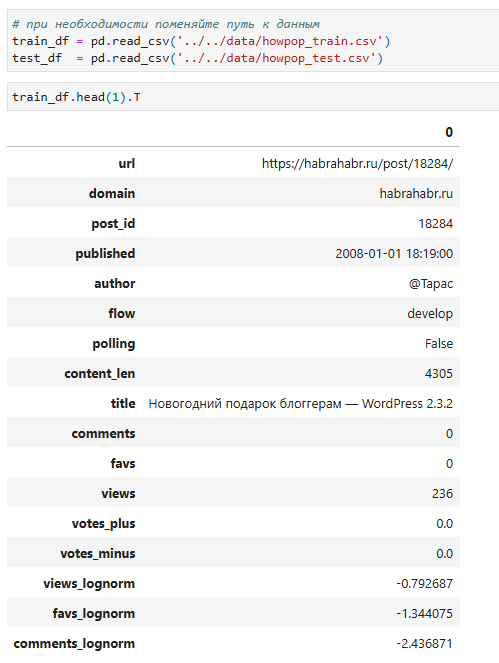 # при необходимости поменяйте путь к данным
train_df = pd.read_csv('../../data/howpop_train.csv')
test_df  = pd.read_csv('../../data/howpop_test.csv')
train_df.head(1).T
0
url https://habrahabr.ru/post/18284/
domain habrahabr.ru
post_id 18284
published 2008-01-01 18:19:00
author @Tapac
flow develop
polling False
content_len 4305
title Новогодний подарок блоггерам — WordPress 2.3.2
comments 0
favs 0
views 236
votes_plus 0.0
votes_minus 0.0
views_lognorm -0.792687
favs_lognorm -1.344075
comments_lognorm -2.436871